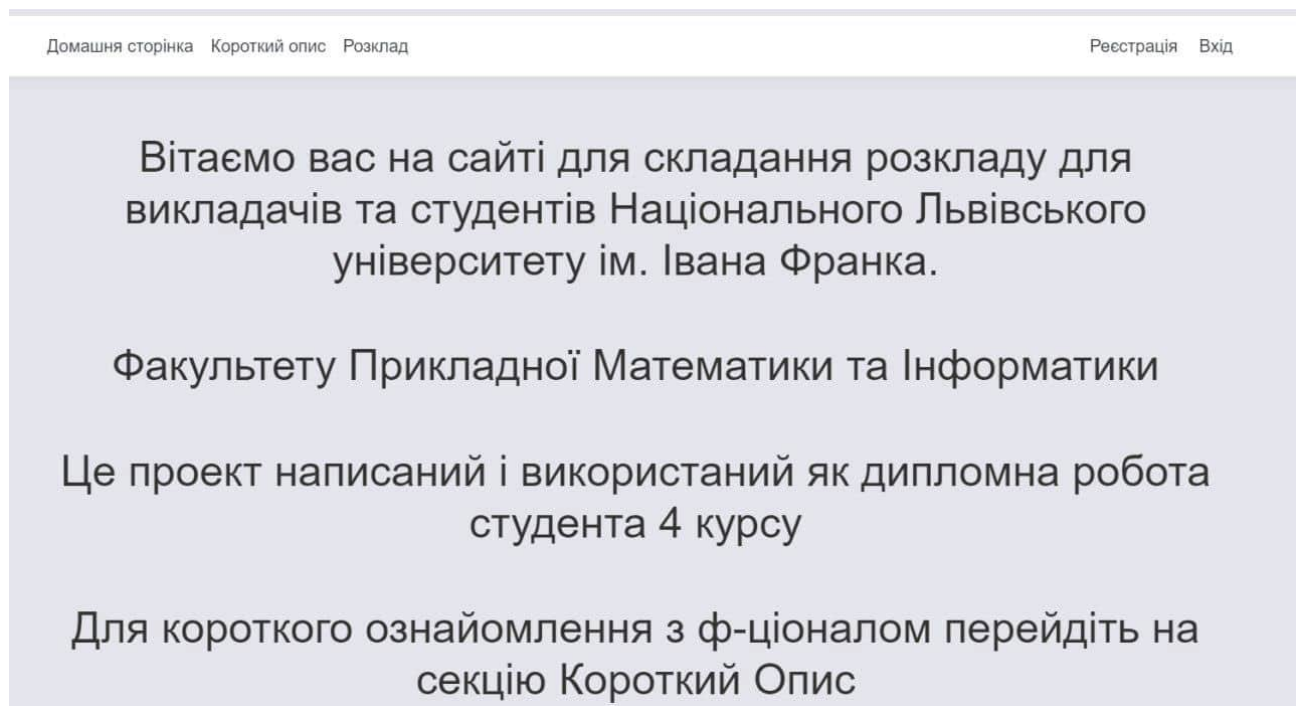 Домашня сторінка Короткий опис Розклад Реєстрація Вхід
Вітаємо вас на сайті для складання розкладу для
викладачів та студентів Національного Львівського
університету ім. Івана Франка.
Факультету Прикладної Математики та Інформатики
Це проект написаний і використаний як дипломна робота
студента 4 курсу
Для короткого ознайомлення з ф-ціоналом перейдіть на
секцію Короткий Опис